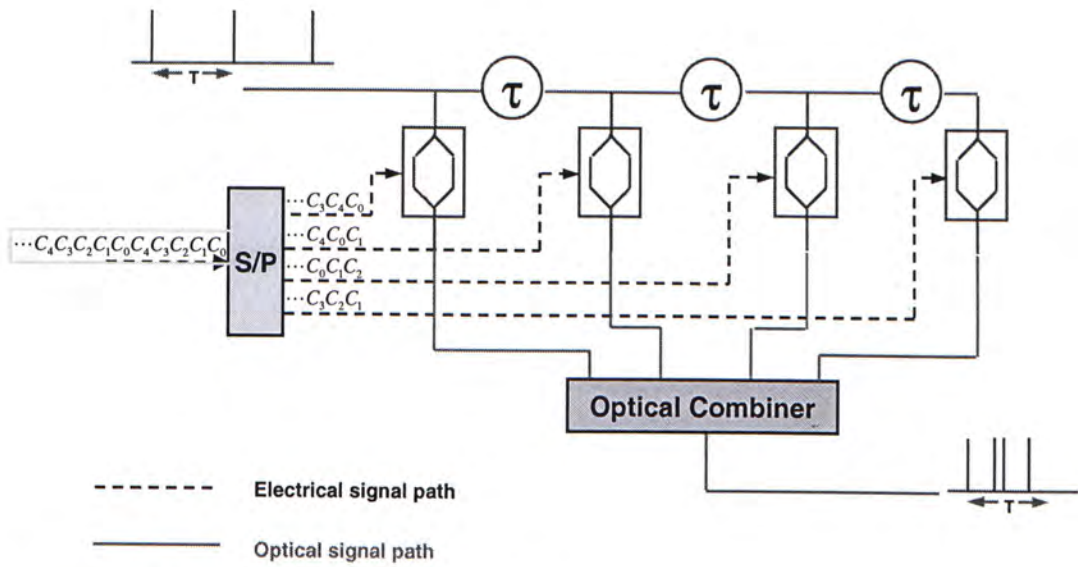 T
τ τ τ
⋯C₃C₄C₀
⋯C₄C₃C₂C₁C₀C₄C₃C₂C₁C₀
S/P
⋯C₄C₀C₁
⋯C₀C₁C₂
⋯C₃C₂C₁
Optical Combiner
T
Electrical signal path
Optical signal path